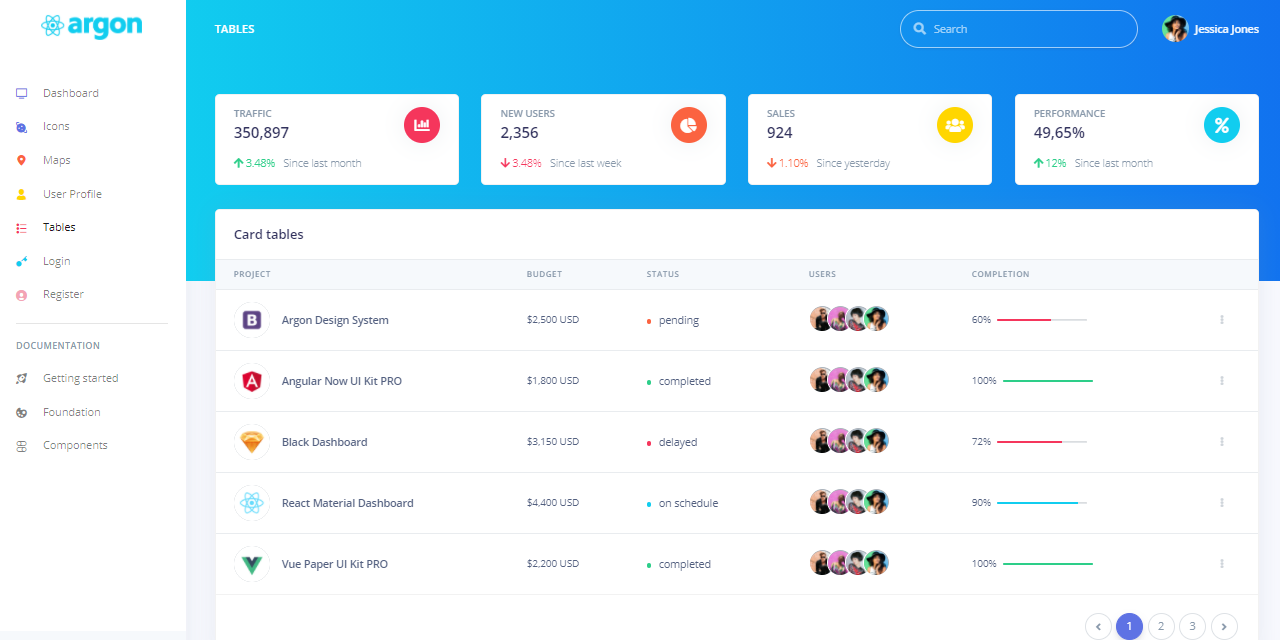 argon
TABLES
Search
Jessica Jones
Dashboard
Icons
Maps
User Profile
Tables
Login
Register
DOCUMENTATION
Getting started
Foundation
Components
TRAFFIC
350,897
3.48% Since last month
NEW USERS
2,356
3.48% Since last week
SALES
924
1.10% Since yesterday
PERFORMANCE
49,65%
12% Since last month
Card tables
PROJECT BUDGET STATUS USERS COMPLETION
B Argon Design System $2,500 USD pending 60%
A Angular Now UI Kit PRO $1,800 USD completed 100%
Black Dashboard $3,150 USD delayed 72%
React Material Dashboard $4,400 USD on schedule 90%
Vue Paper UI Kit PRO $2,200 USD completed 100%
1 2 3